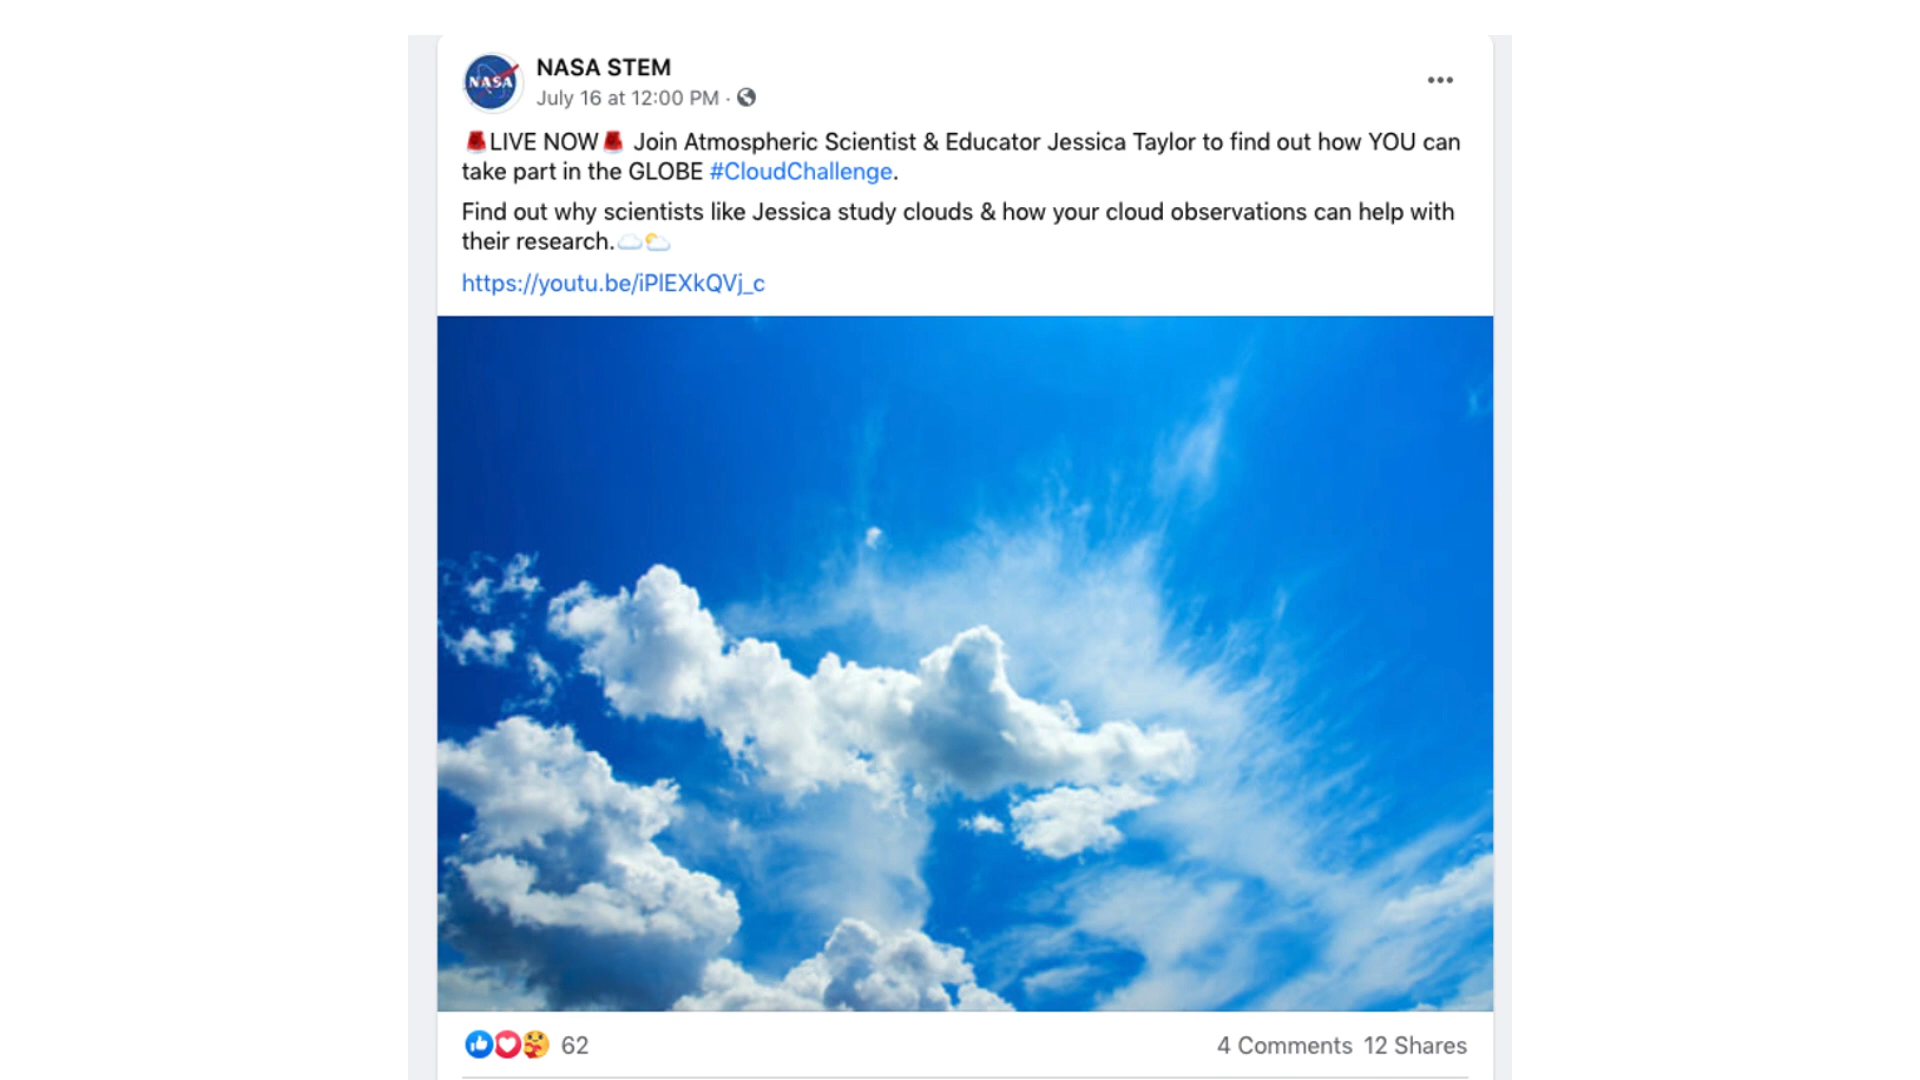 NASA
NASA STEM
July 16 at 12:00 PM ·
🚨LIVE NOW🚨 Join Atmospheric Scientist & Educator Jessica Taylor to find out how YOU can
take part in the GLOBE #CloudChallenge.
Find out why scientists like Jessica study clouds & how your cloud observations can help with
their research.☁️🌤️
https://youtu.be/iPlEXkQVj_c
62
4 Comments 12 Shares